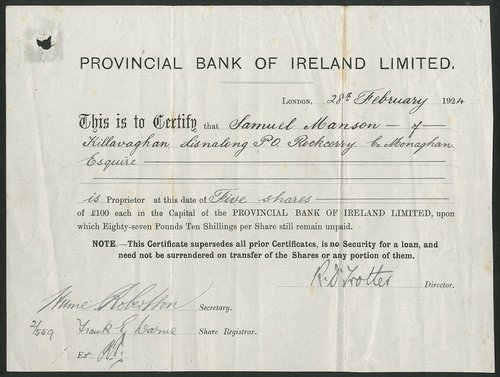 PROVINCIAL BANK OF IRELAND LIMITED.
LONDON, 28th February 1924
This is to Certify that Samuel Manson of
Killavaghan Lisnalong P.O. Rockcorry Co. Monaghan
Esquire
is Proprietor at this date of Five shares
of £100 each in the Capital of the PROVINCIAL BANK OF IRELAND LIMITED, upon
which Eighty-seven Pounds Ten Shillings per Share still remain unpaid.
NOTE.—This Certificate supersedes all prior Certificates, is no Security for a loan, and
need not be surrendered on transfer of the Shares or any portion of them.
R.D. Trotter Director.
Hume Robertson Secretary.
2/559 Frank E. Warne Share Registrar.
Exd